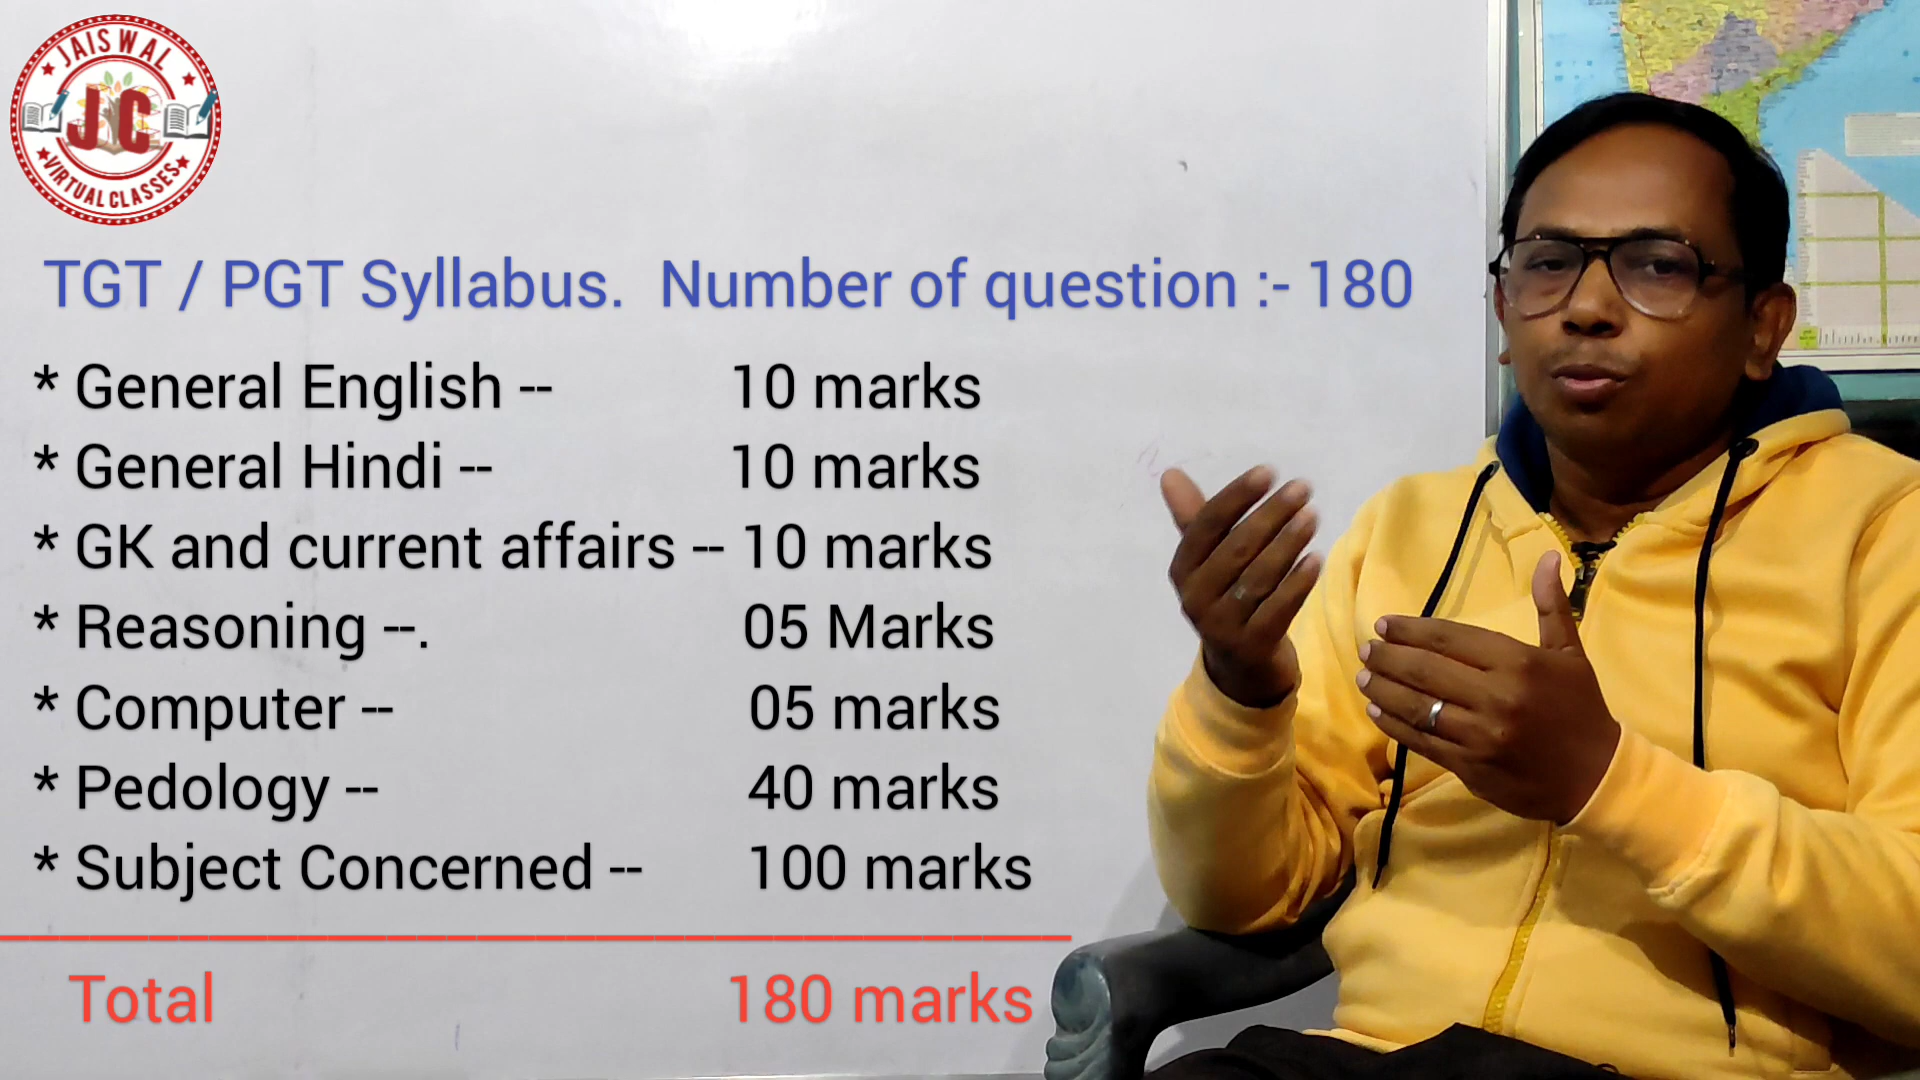 JAISWAL
JC
VIRTUAL CLASSES
TGT / PGT Syllabus. Number of question :- 180
* General English -- 10 marks
* General Hindi -- 10 marks
* GK and current affairs -- 10 marks
* Reasoning --. 05 Marks
* Computer -- 05 marks
* Pedology -- 40 marks
* Subject Concerned -- 100 marks
Total 180 marks